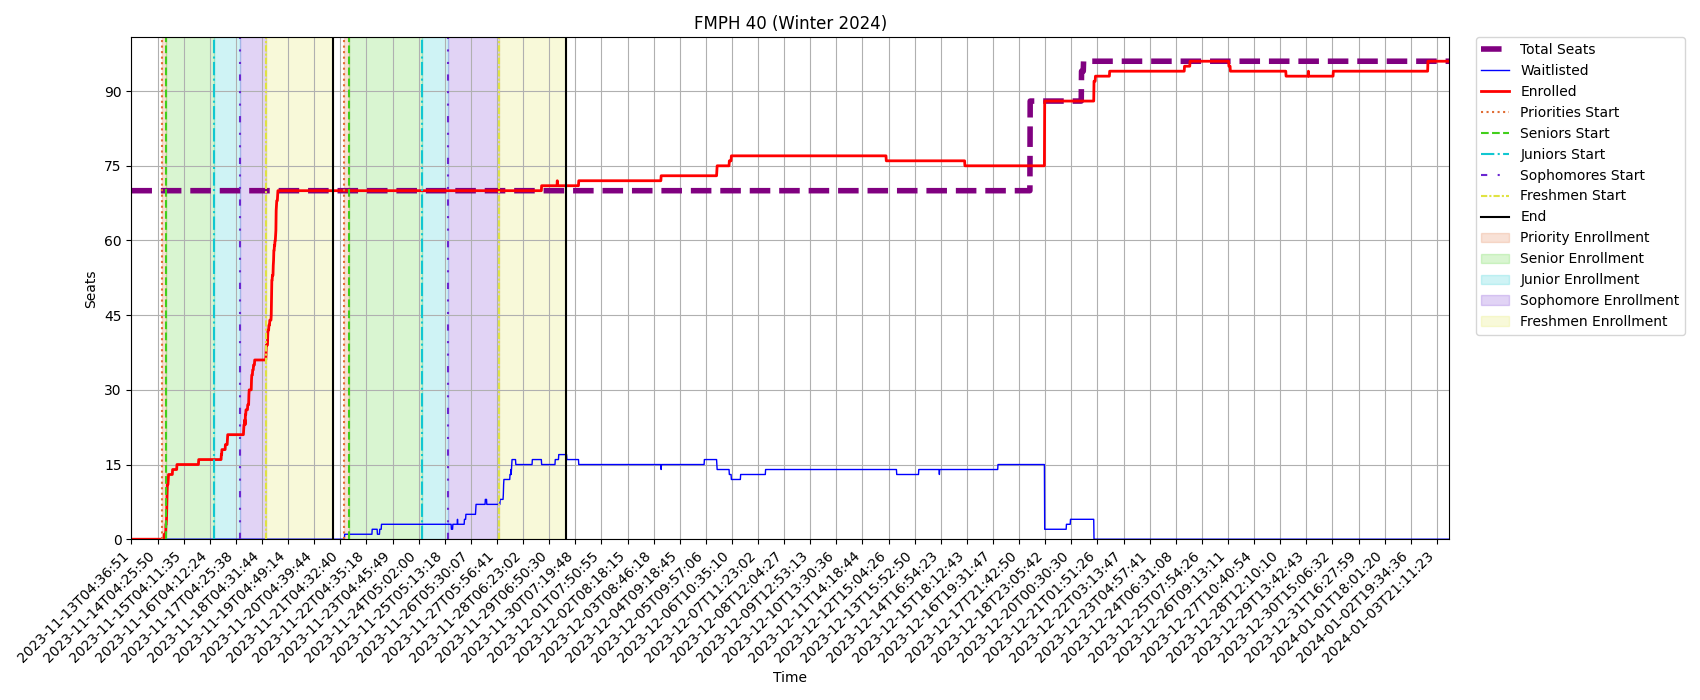 FMPH 40 (Winter 2024)
Seats
90
75
60
45
30
15
0
2023-11-13T04:36:51
2023-11-14T04:25:50
2023-11-15T04:11:35
2023-11-16T04:12:24
2023-11-17T04:25:38
2023-11-18T04:31:44
2023-11-19T04:49:14
2023-11-20T04:39:44
2023-11-21T04:32:40
2023-11-22T04:35:18
2023-11-23T04:45:49
2023-11-24T05:02:00
2023-11-25T05:13:18
2023-11-26T05:30:07
2023-11-27T05:56:41
2023-11-28T06:23:02
2023-11-29T06:50:30
2023-11-30T07:19:48
2023-12-01T07:50:55
2023-12-02T08:18:15
2023-12-03T08:46:18
2023-12-04T09:18:45
2023-12-05T09:57:06
2023-12-06T10:35:10
2023-12-07T11:23:02
2023-12-08T12:04:27
2023-12-09T12:53:13
2023-12-10T13:30:36
2023-12-11T14:18:44
2023-12-12T15:04:26
2023-12-13T15:52:50
2023-12-14T16:54:23
2023-12-15T18:12:43
2023-12-16T19:31:47
2023-12-17T21:42:50
2023-12-18T23:05:42
2023-12-20T00:30:30
2023-12-21T01:51:26
2023-12-22T03:13:47
2023-12-23T04:57:41
2023-12-24T06:31:08
2023-12-25T07:54:26
2023-12-26T09:13:11
2023-12-27T10:40:54
2023-12-28T12:10:10
2023-12-29T13:42:43
2023-12-30T15:06:32
2023-12-31T16:27:59
2024-01-01T18:01:20
2024-01-02T19:34:36
2024-01-03T21:11:23
Time
Total Seats
Waitlisted
Enrolled
Priorities Start
Seniors Start
Juniors Start
Sophomores Start
Freshmen Start
End
Priority Enrollment
Senior Enrollment
Junior Enrollment
Sophomore Enrollment
Freshmen Enrollment